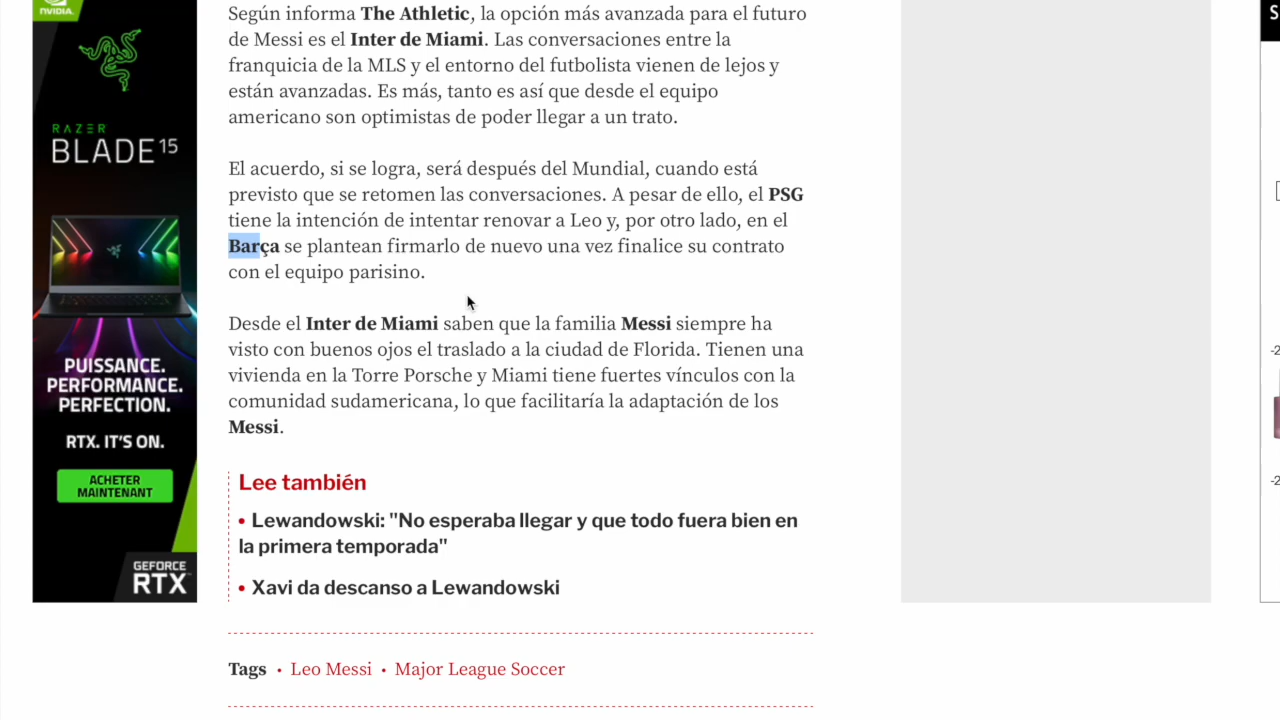 NVIDIA.
RAZER
BLADE 15
PUISSANCE.
PERFORMANCE.
PERFECTION.
RTX. IT'S ON.
ACHETER
MAINTENANT
GEFORCE
RTX
Según informa The Athletic, la opción más avanzada para el futuro
de Messi es el Inter de Miami. Las conversaciones entre la
franquicia de la MLS y el entorno del futbolista vienen de lejos y
están avanzadas. Es más, tanto es así que desde el equipo
americano son optimistas de poder llegar a un trato.
El acuerdo, si se logra, será después del Mundial, cuando está
previsto que se retomen las conversaciones. A pesar de ello, el PSG
tiene la intención de intentar renovar a Leo y, por otro lado, en el
Barça se plantean firmarlo de nuevo una vez finalice su contrato
con el equipo parisino.
Desde el Inter de Miami saben que la familia Messi siempre ha
visto con buenos ojos el traslado a la ciudad de Florida. Tienen una
vivienda en la Torre Porsche y Miami tiene fuertes vínculos con la
comunidad sudamericana, lo que facilitaría la adaptación de los
Messi.
Lee también
• Lewandowski: "No esperaba llegar y que todo fuera bien en
la primera temporada"
• Xavi da descanso a Lewandowski
Tags • Leo Messi • Major League Soccer
S
-2
-2